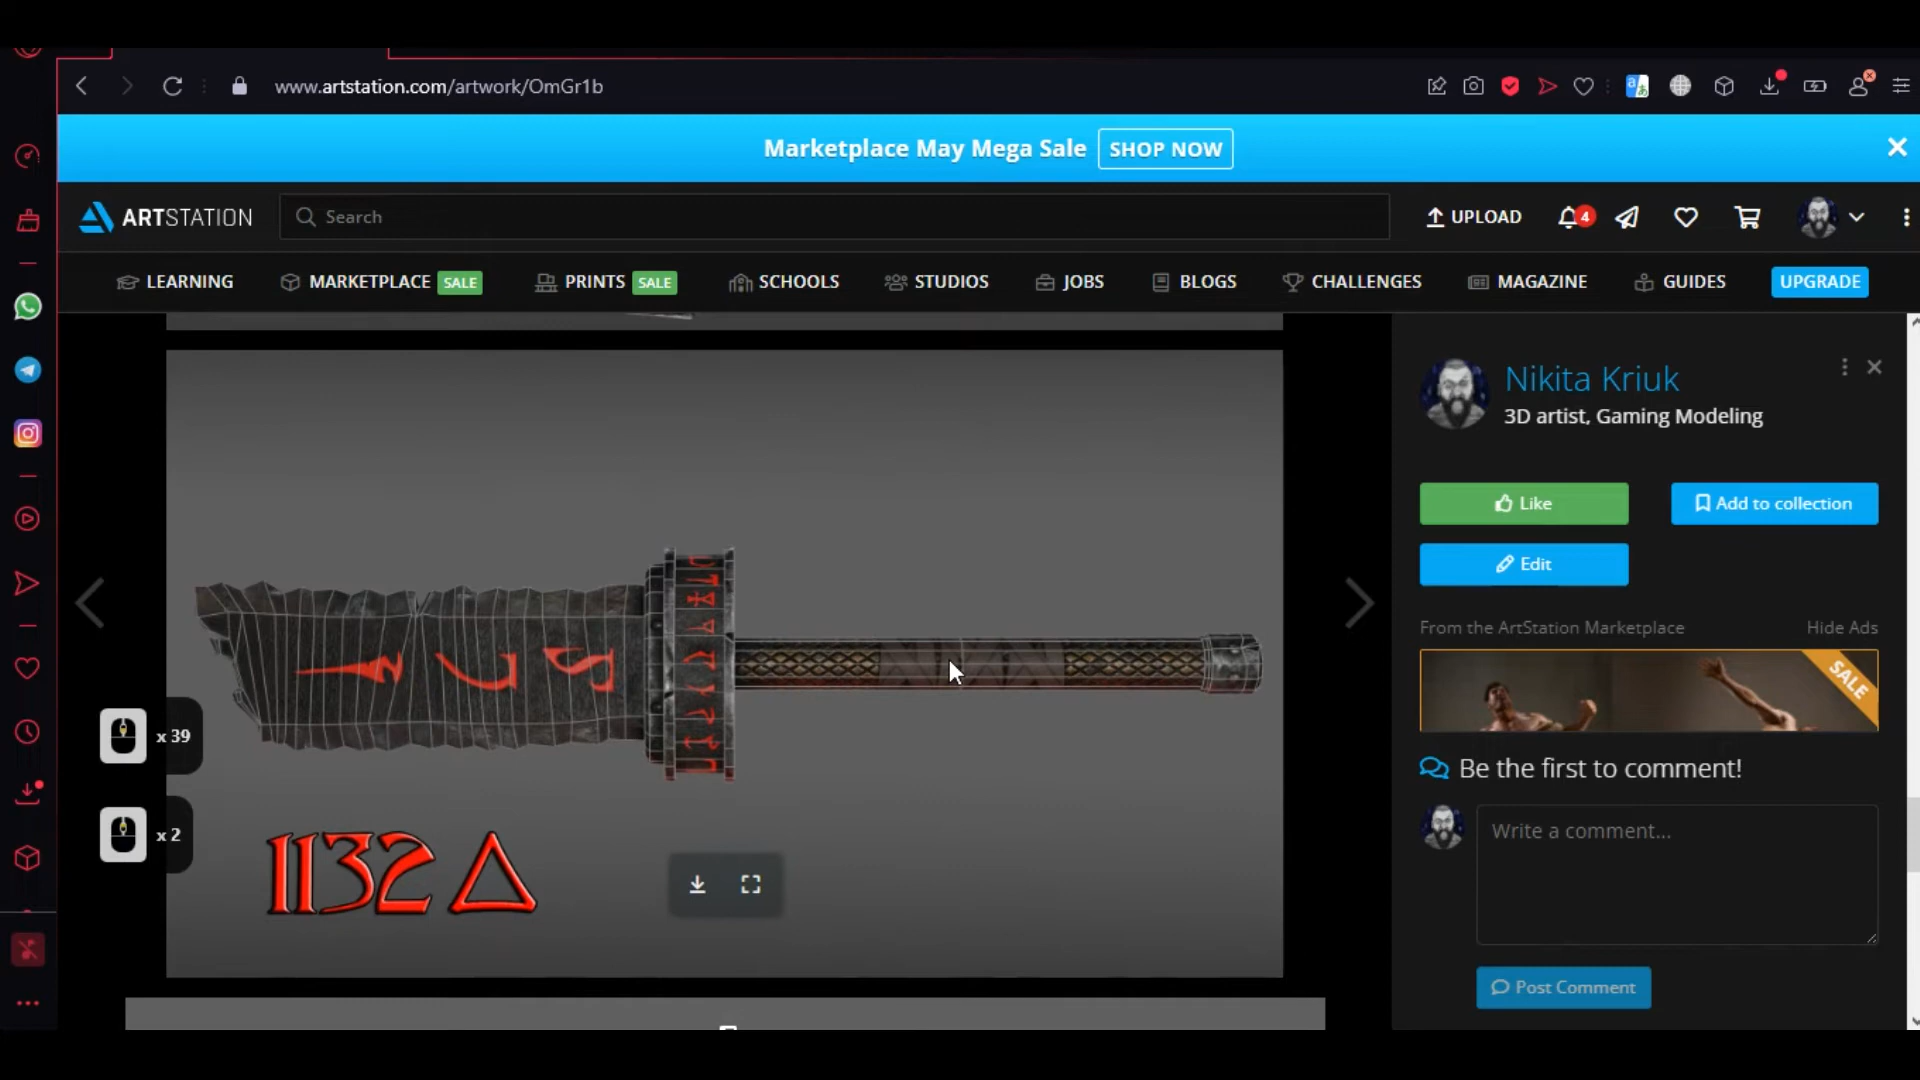 www.artstation.com/artwork/OmGr1b
Marketplace May Mega Sale SHOP NOW
ARTSTATION Search UPLOAD 4
LEARNING MARKETPLACE SALE PRINTS SALE SCHOOLS STUDIOS JOBS BLOGS CHALLENGES MAGAZINE GUIDES UPGRADE
Nikita Kriuk
3D artist, Gaming Modeling
Like Add to collection
Edit
From the ArtStation Marketplace Hide Ads
SALE
x 39
x 2
1132 Δ
Be the first to comment!
Write a comment...
Post Comment